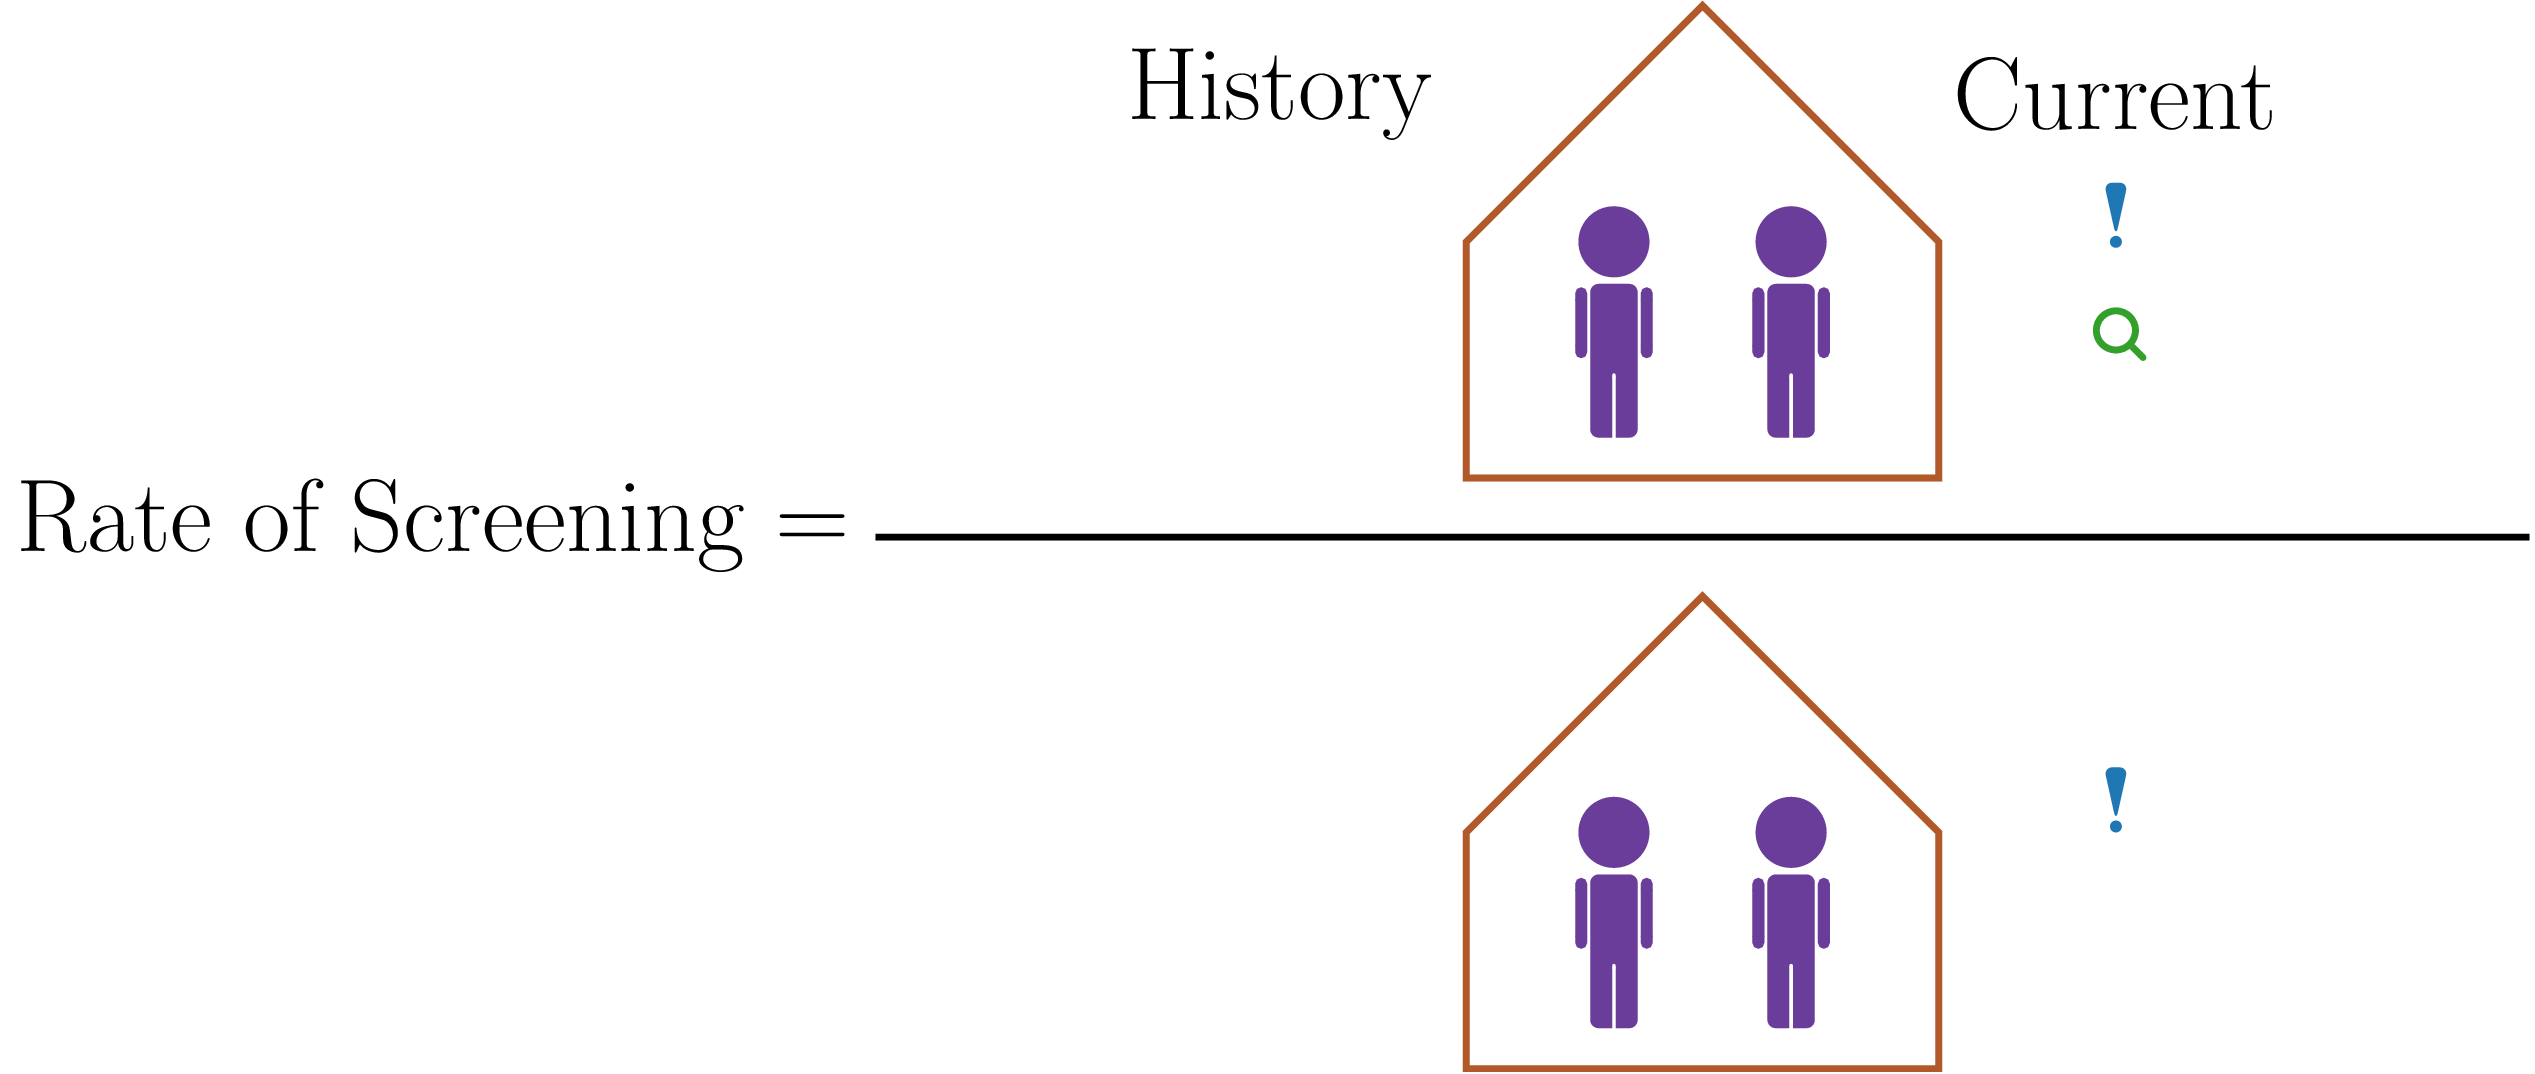 History
Current
!
Rate of Screening =
!